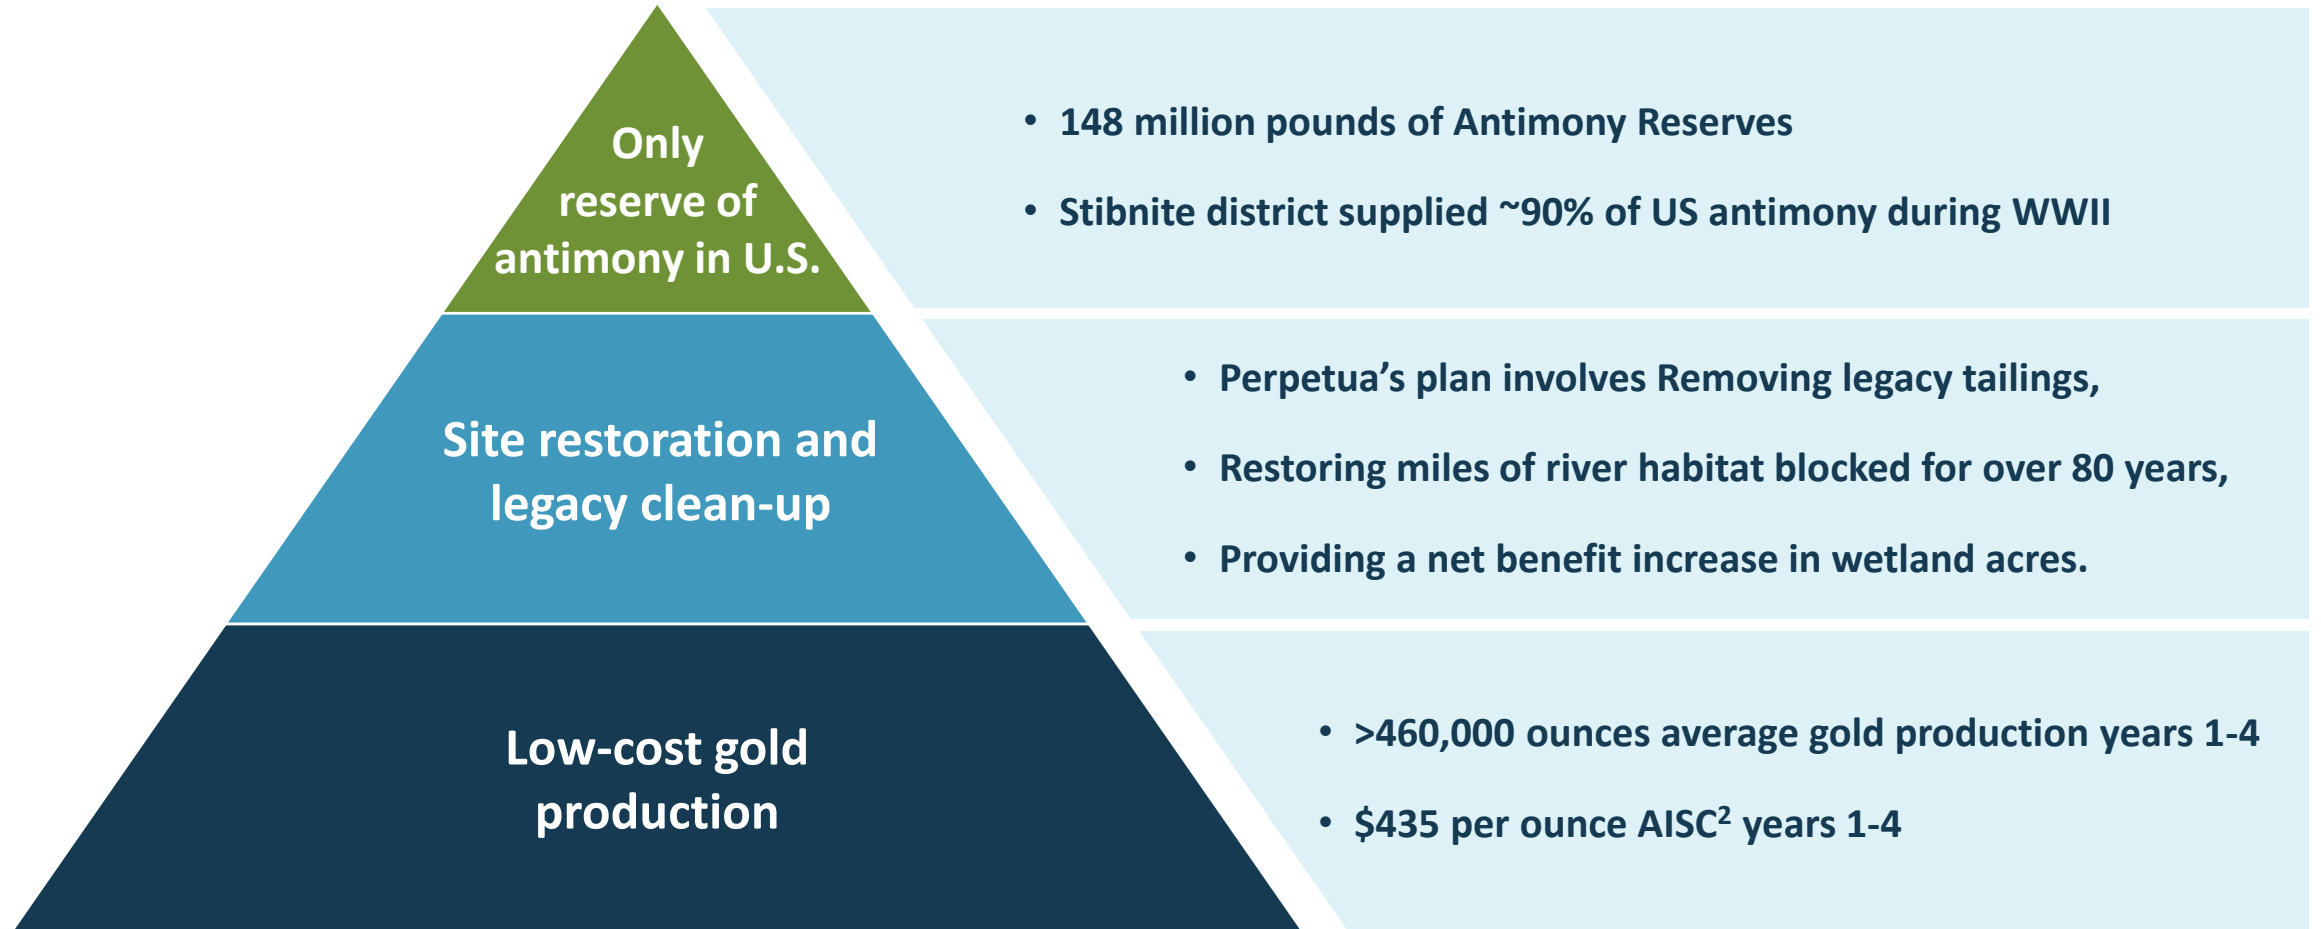 Only
reserve of
antimony in U.S.
• 148 million pounds of Antimony Reserves
• Stibnite district supplied ~90% of US antimony during WWII
Site restoration and
legacy clean-up
• Perpetua’s plan involves Removing legacy tailings,
• Restoring miles of river habitat blocked for over 80 years,
• Providing a net benefit increase in wetland acres.
Low-cost gold
production
• >460,000 ounces average gold production years 1-4
• $435 per ounce AISC² years 1-4